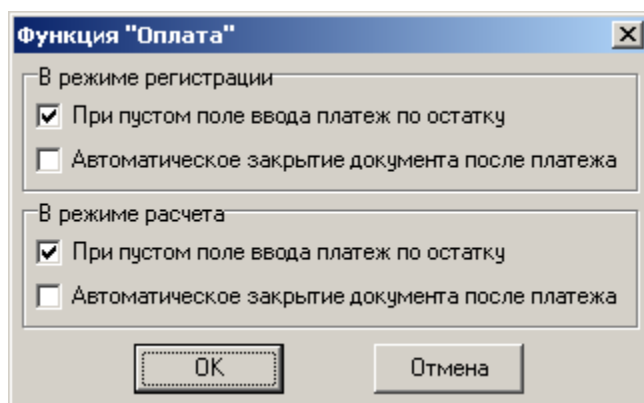 Функция "Оплата"
В режиме регистрации
При пустом поле ввода платеж по остатку
Автоматическое закрытие документа после платежа
В режиме расчета
При пустом поле ввода платеж по остатку
Автоматическое закрытие документа после платежа
OK
Отмена